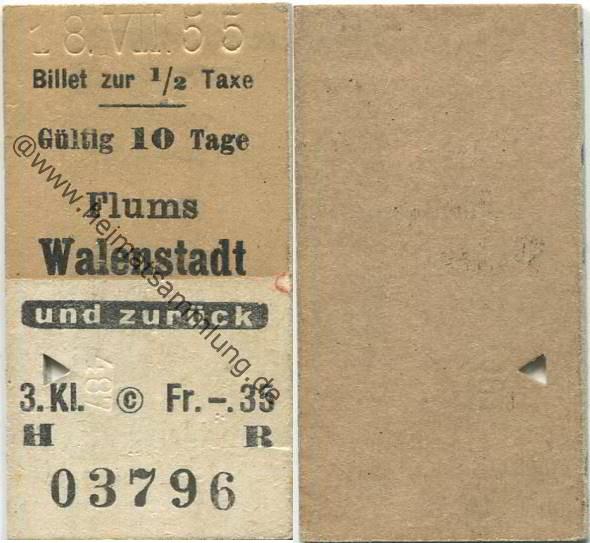 18.VII.55
Billet zur 1/2 Taxe
Gültig 10 Tage
Flums
Walenstadt
und zurück
3. Kl. © Fr. -.35
H R
03796
@www.heimatsammlung.de